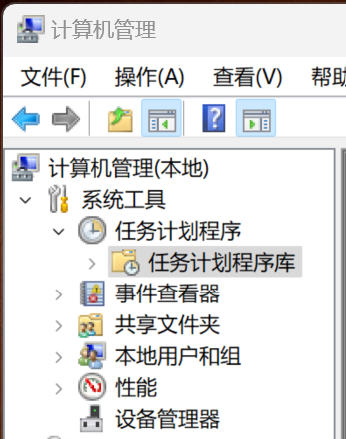 计算机管理
文件(F) 操作(A) 查看(V) 帮助
计算机管理(本地)
系统工具
任务计划程序
任务计划程序库
事件查看器
共享文件夹
本地用户和组
性能
设备管理器